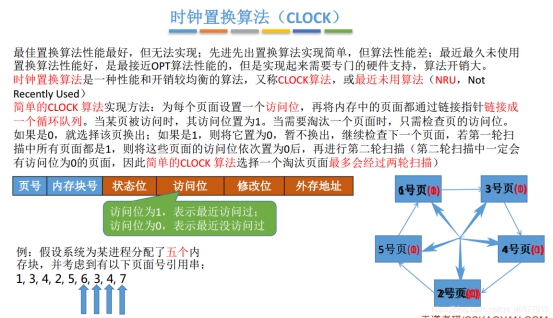 时钟置换算法（CLOCK）
最佳置换算法性能最好，但无法实现；先进先出置换算法实现简单，但算法性能差；最近最久未使用
置换算法性能好，是最接近OPT算法性能的，但是实现起来需要专门的硬件支持，算法开销大。
时钟置换算法是一种性能和开销较均衡的算法，又称CLOCK算法，或最近未用算法（NRU，Not
Recently Used）
简单的CLOCK 算法实现方法：为每个页面设置一个访问位，再将内存中的页面都通过链接指针链接成
一个循环队列。当某页被访问时，其访问位置为1。当需要淘汰一个页面时，只需检查页的访问位。
如果是0，就选择该页换出；如果是1，则将它置为0，暂不换出，继续检查下一个页面，若第一轮扫
描中所有页面都是1，则将这些页面的访问位依次置为0后，再进行第二轮扫描（第二轮扫描中一定会
有访问位为0的页面，因此简单的CLOCK 算法选择一个淘汰页面最多会经过两轮扫描）
页号 内存块号 状态位 访问位 修改位 外存地址
访问位为1，表示最近访问过；
访问位为0，表示最近没访问过
例：假设系统为某进程分配了五个内
存块，并考虑到有以下页面号引用串：
1, 3, 4, 2, 5, 6, 3, 4, 7
号页
3号页
5号页
4号页
2号页